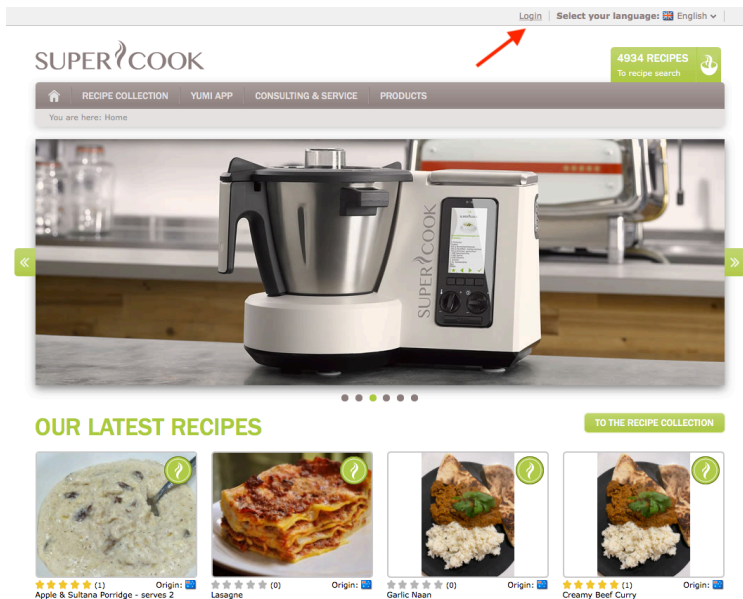 Login Select your language: English
SUPER COOK
4934 RECIPES
To recipe search
RECIPE COLLECTION YUMI APP CONSULTING & SERVICE PRODUCTS
You are here: Home
SUPER COOK
OUR LATEST RECIPES
TO THE RECIPE COLLECTION
(1) Origin: (0) Origin: (0) Origin: (1) Origin:
Apple & Sultana Porridge - serves 2 Lasagne Garlic Naan Creamy Beef Curry